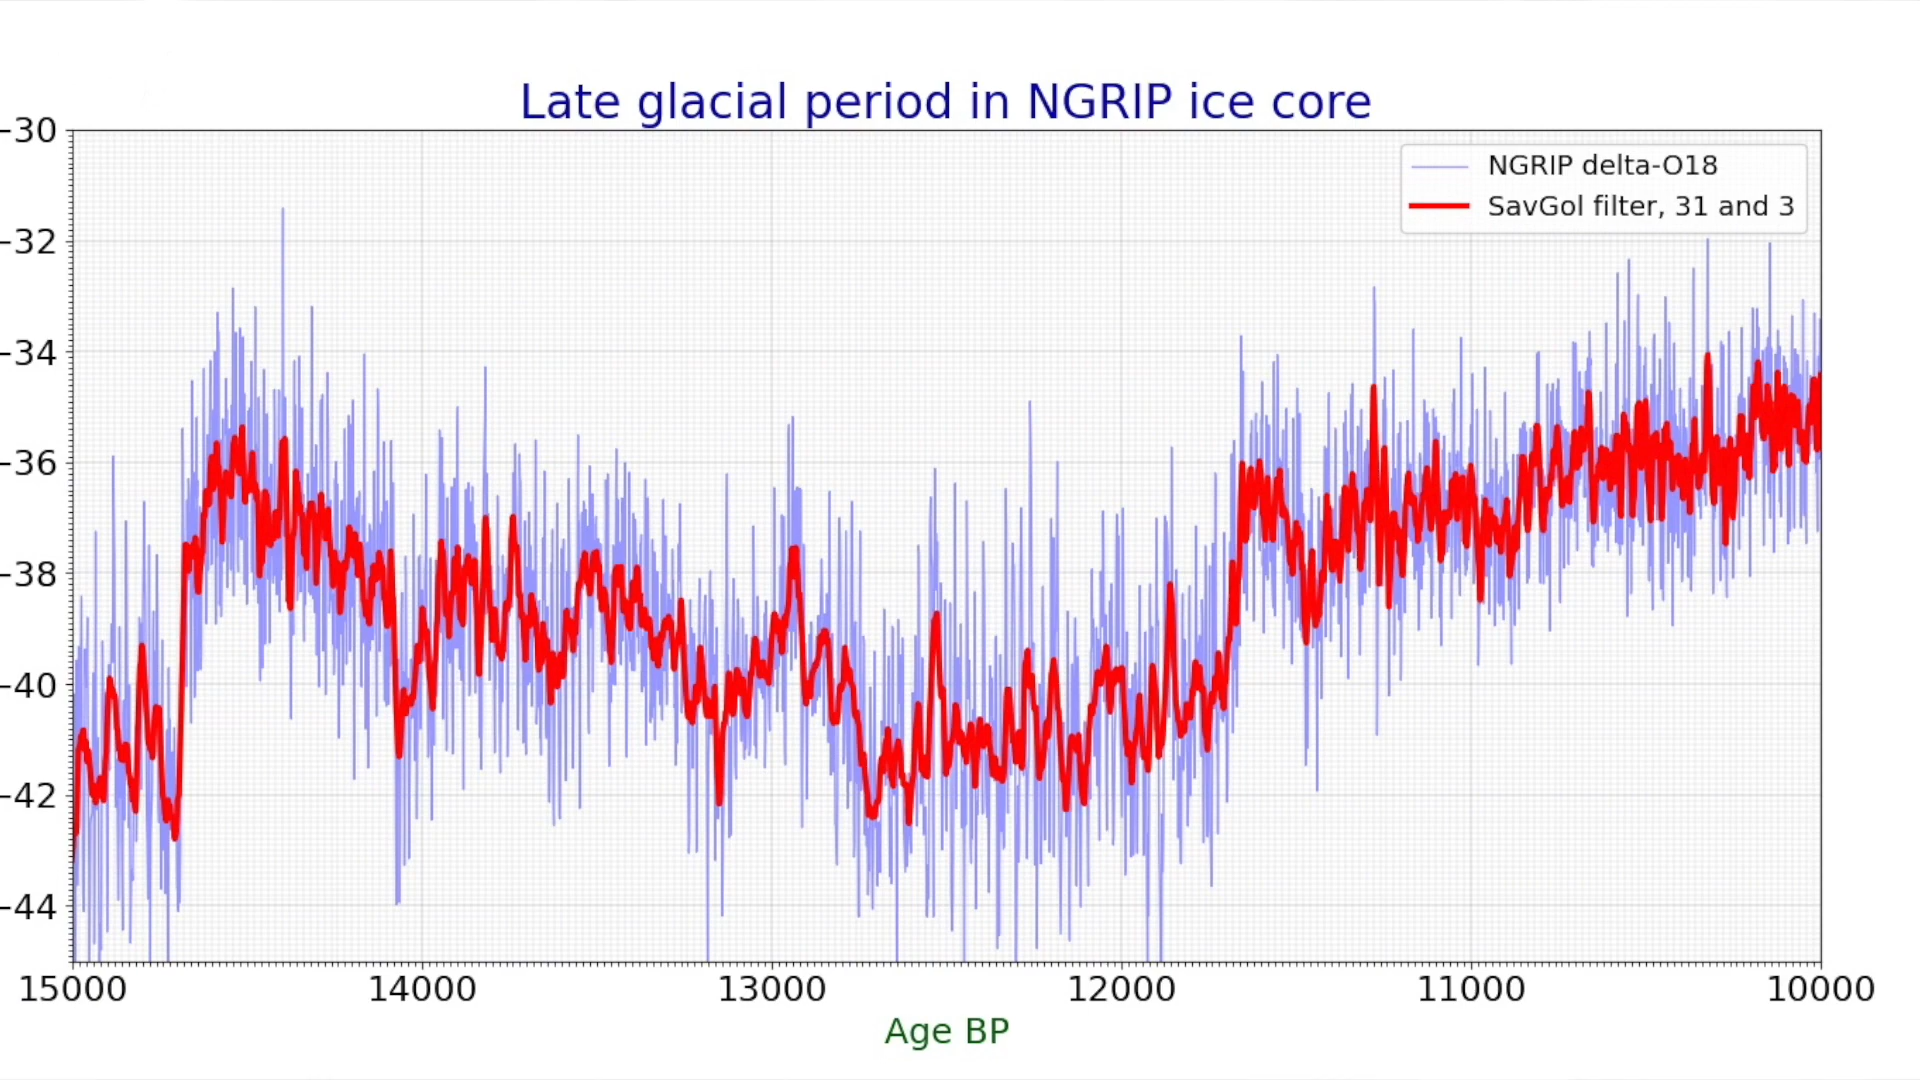 Late glacial period in NGRIP ice core
NGRIP delta-O18
SavGol filter, 31 and 3
−30
−32
−34
−36
−38
−40
−42
−44
15000 14000 13000 12000 11000 10000
Age BP